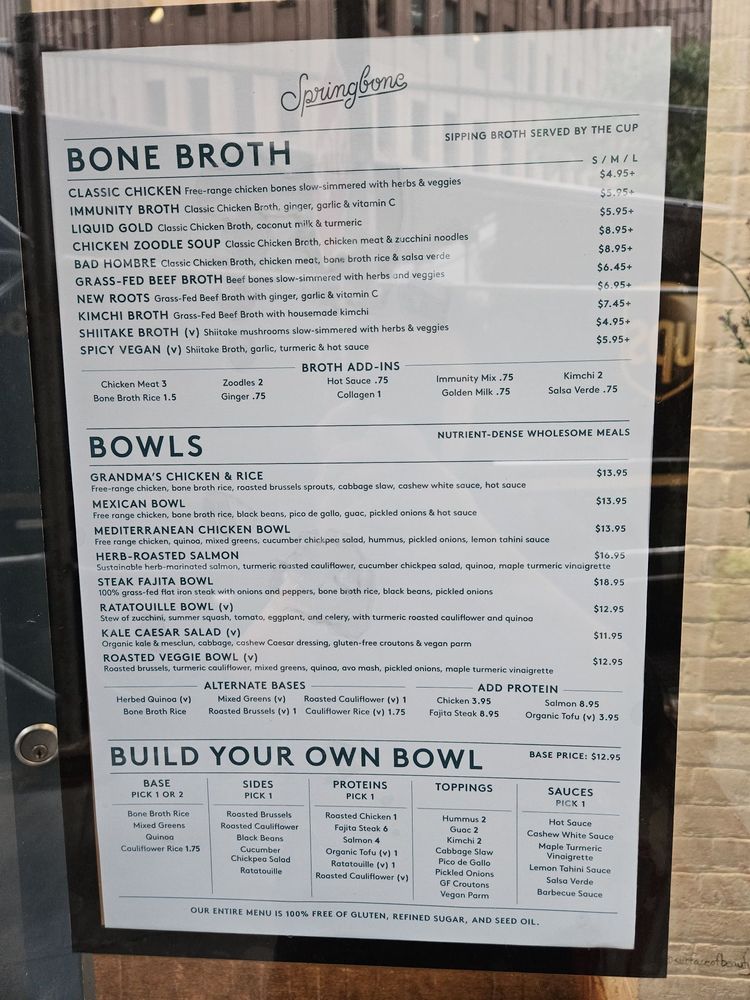 Springbone
BONE BROTH
SIPPING BROTH SERVED BY THE CUP
S / M / L
CLASSIC CHICKEN Free-range chicken bones slow-simmered with herbs & veggies $4.95+
IMMUNITY BROTH Classic Chicken Broth, ginger, garlic & vitamin C $5.95+
LIQUID GOLD Classic Chicken Broth, coconut milk & turmeric $5.95+
CHICKEN ZOODLE SOUP Classic Chicken Broth, chicken meat & zucchini noodles $8.95+
BAD HOMBRE Classic Chicken Broth, chicken meat, bone broth rice & salsa verde $8.95+
GRASS-FED BEEF BROTH Beef bones slow-simmered with herbs and veggies $6.45+
NEW ROOTS Grass-Fed Beef Broth with ginger, garlic & vitamin C $6.95+
KIMCHI BROTH Grass-Fed Beef Broth with housemade kimchi $7.45+
SHIITAKE BROTH (v) Shiitake mushrooms slow-simmered with herbs & veggies $4.95+
SPICY VEGAN (v) Shiitake Broth, garlic, turmeric & hot sauce $5.95+
BROTH ADD-INS
Chicken Meat 3 Zoodles 2 Hot Sauce .75 Immunity Mix .75 Kimchi 2
Bone Broth Rice 1.5 Ginger .75 Collagen 1 Golden Milk .75 Salsa Verde .75
BOWLS
NUTRIENT-DENSE WHOLESOME MEALS
GRANDMA'S CHICKEN & RICE $13.95
Free-range chicken, bone broth rice, roasted brussels sprouts, cabbage slaw, cashew white sauce, hot sauce
MEXICAN BOWL $13.95
Free range chicken, bone broth rice, black beans, pico de gallo, guac, pickled onions & hot sauce
MEDITERRANEAN CHICKEN BOWL $13.95
Free range chicken, quinoa, mixed greens, cucumber chickpea salad, hummus, pickled onions, lemon tahini sauce
HERB-ROASTED SALMON $16.95
Sustainable herb-marinated salmon, turmeric roasted cauliflower, cucumber chickpea salad, quinoa, maple turmeric vinaigrette
STEAK FAJITA BOWL $18.95
100% grass-fed flat iron steak with onions and peppers, bone broth rice, black beans, pickled onions
RATATOUILLE BOWL (v) $12.95
Stew of zucchini, summer squash, tomato, eggplant, and celery, with turmeric roasted cauliflower and quinoa
KALE CAESAR SALAD (v) $11.95
Organic kale & mesclun, cabbage, cashew Caesar dressing, gluten-free croutons & vegan parm
ROASTED VEGGIE BOWL (v) $12.95
Roasted brussels, turmeric cauliflower, mixed greens, quinoa, avo mash, pickled onions, maple turmeric vinaigrette
ALTERNATE BASES
Herbed Quinoa (v) Mixed Greens (v) Roasted Cauliflower (v) 1
Bone Broth Rice Roasted Brussels (v) 1 Cauliflower Rice (v) 1.75
ADD PROTEIN
Chicken 3.95 Salmon 8.95
Fajita Steak 8.95 Organic Tofu (v) 3.95
BUILD YOUR OWN BOWL
BASE PRICE: $12.95
BASE
PICK 1 OR 2
Bone Broth Rice
Mixed Greens
Quinoa
Cauliflower Rice 1.75
SIDES
PICK 1
Roasted Brussels
Roasted Cauliflower
Black Beans
Cucumber
Chickpea Salad
Ratatouille
PROTEINS
PICK 1
Roasted Chicken 1
Fajita Steak 6
Salmon 4
Organic Tofu (v) 1
Ratatouille (v) 1
Roasted Cauliflower (v)
TOPPINGS
Hummus 2
Guac 2
Kimchi 2
Cabbage Slaw
Pico de Gallo
Pickled Onions
GF Croutons
Vegan Parm
SAUCES
PICK 1
Hot Sauce
Cashew White Sauce
Maple Turmeric
Vinaigrette
Lemon Tahini Sauce
Salsa Verde
Barbecue Sauce
OUR ENTIRE MENU IS 100% FREE OF GLUTEN, REFINED SUGAR, AND SEED OIL.
ups